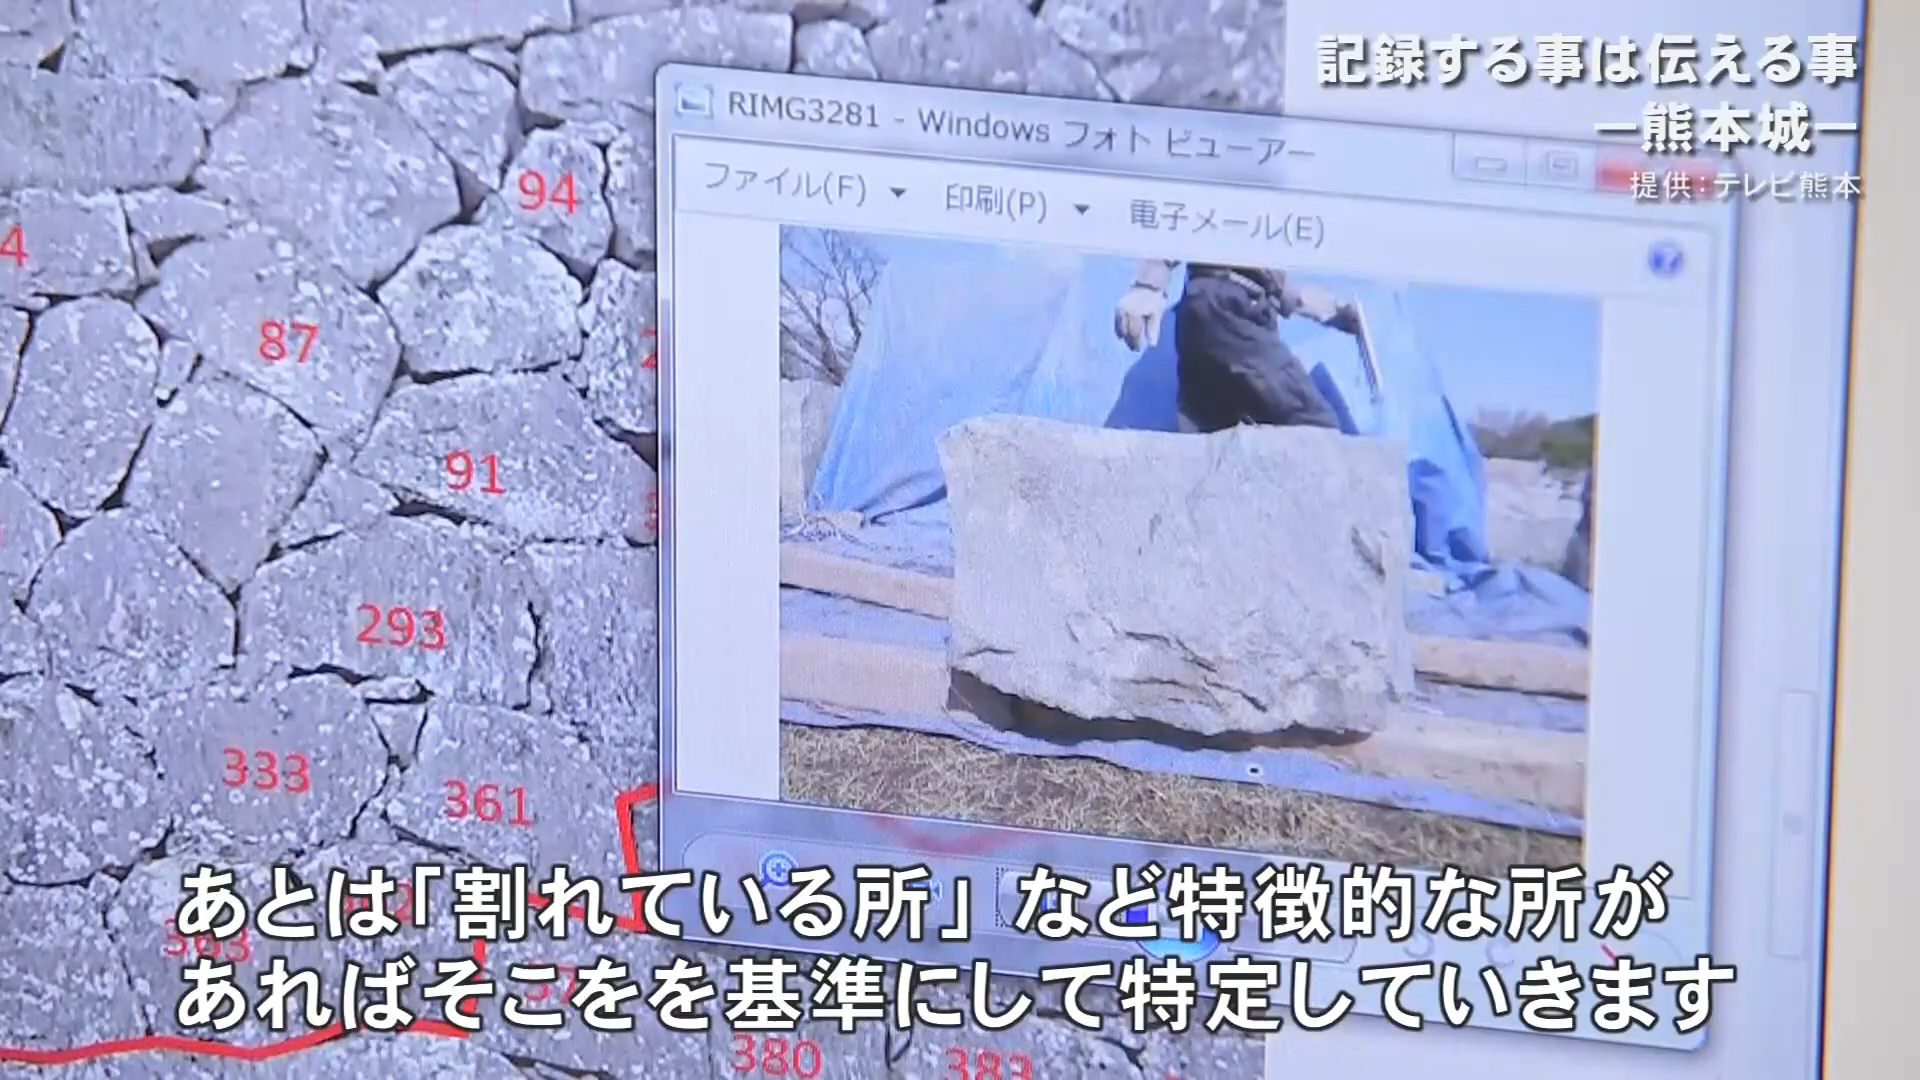 記録する事は伝える事
ー熊本城ー
提供:テレビ熊本
RIMG3281 - Windows フォト ビューアー
ファイル(F) 印刷(P) 電子メール(E)
94
4
87
91
293
333
361
363
380
383
あとは「割れている所」など特徴的な所が
あればそこをを基準にして特定していきます